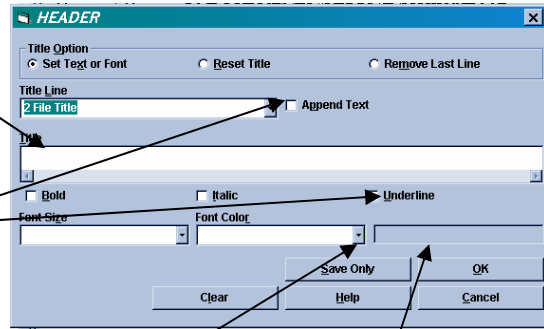 HEADER
Title Option
Set Text or Font Reset Title Remove Last Line
Title Line
2 File Title Append Text
Title
Bold Italic Underline
Font Size Font Color
Save Only OK
Clear Help Cancel